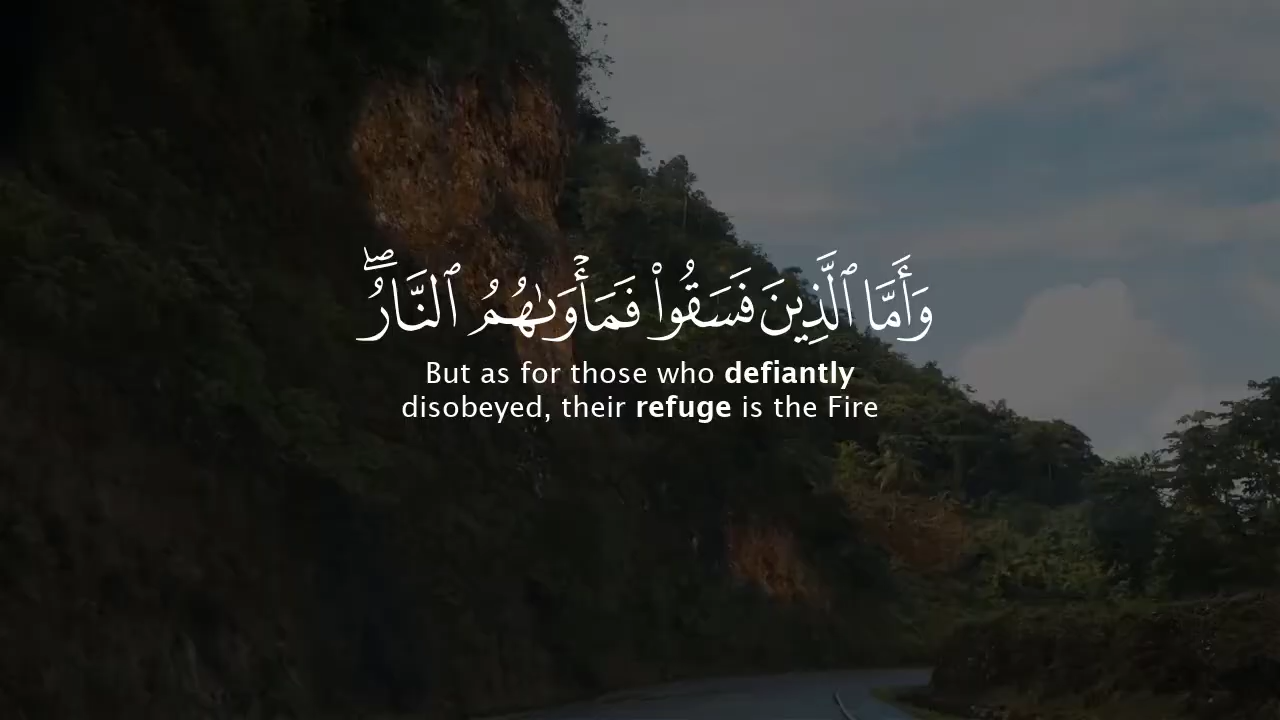 وَأَمَّا ٱلَّذِينَ فَسَقُوا۟ فَمَأْوَىٰهُمُ ٱلنَّارُ ۖ
But as for those who defiantly
disobeyed, their refuge is the Fire